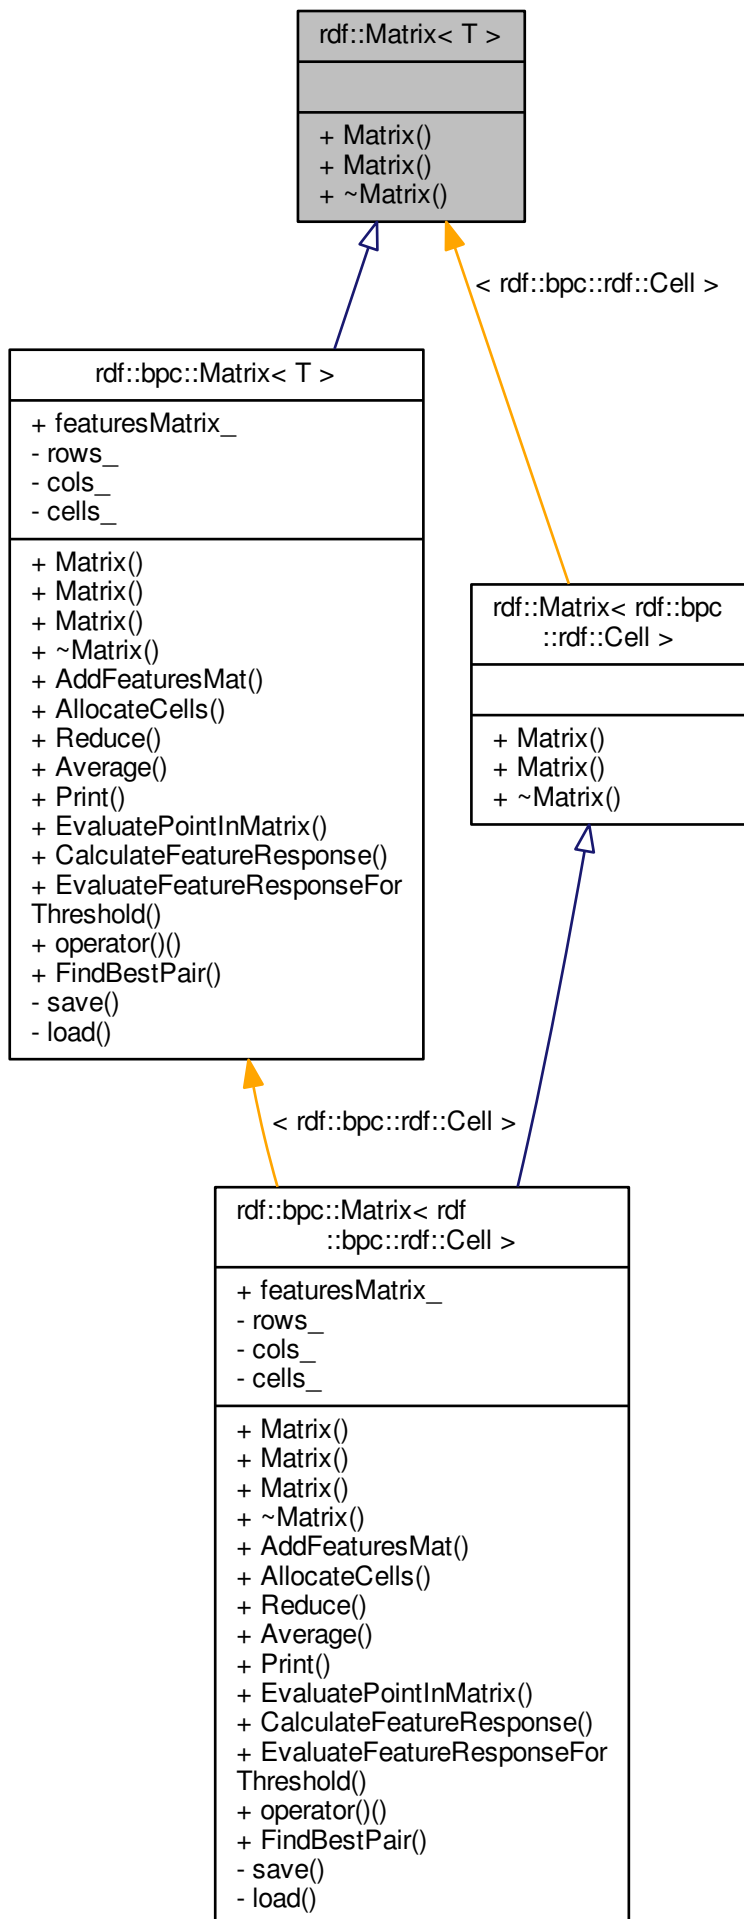 rdf::Matrix< T >
+ Matrix()
+ Matrix()
+ ~Matrix()
< rdf::bpc::rdf::Cell >
rdf::bpc::Matrix< T >
+ featuresMatrix_
- rows_
- cols_
- cells_
+ Matrix()
+ Matrix()
+ Matrix()
+ ~Matrix()
+ AddFeaturesMat()
+ AllocateCells()
+ Reduce()
+ Average()
+ Print()
+ EvaluatePointInMatrix()
+ CalculateFeatureResponse()
+ EvaluateFeatureResponseFor
Threshold()
+ operator()()
+ FindBestPair()
- save()
- load()
rdf::Matrix< rdf::bpc
::rdf::Cell >
+ Matrix()
+ Matrix()
+ ~Matrix()
< rdf::bpc::rdf::Cell >
rdf::bpc::Matrix< rdf
::bpc::rdf::Cell >
+ featuresMatrix_
- rows_
- cols_
- cells_
+ Matrix()
+ Matrix()
+ Matrix()
+ ~Matrix()
+ AddFeaturesMat()
+ AllocateCells()
+ Reduce()
+ Average()
+ Print()
+ EvaluatePointInMatrix()
+ CalculateFeatureResponse()
+ EvaluateFeatureResponseFor
Threshold()
+ operator()()
+ FindBestPair()
- save()
- load()